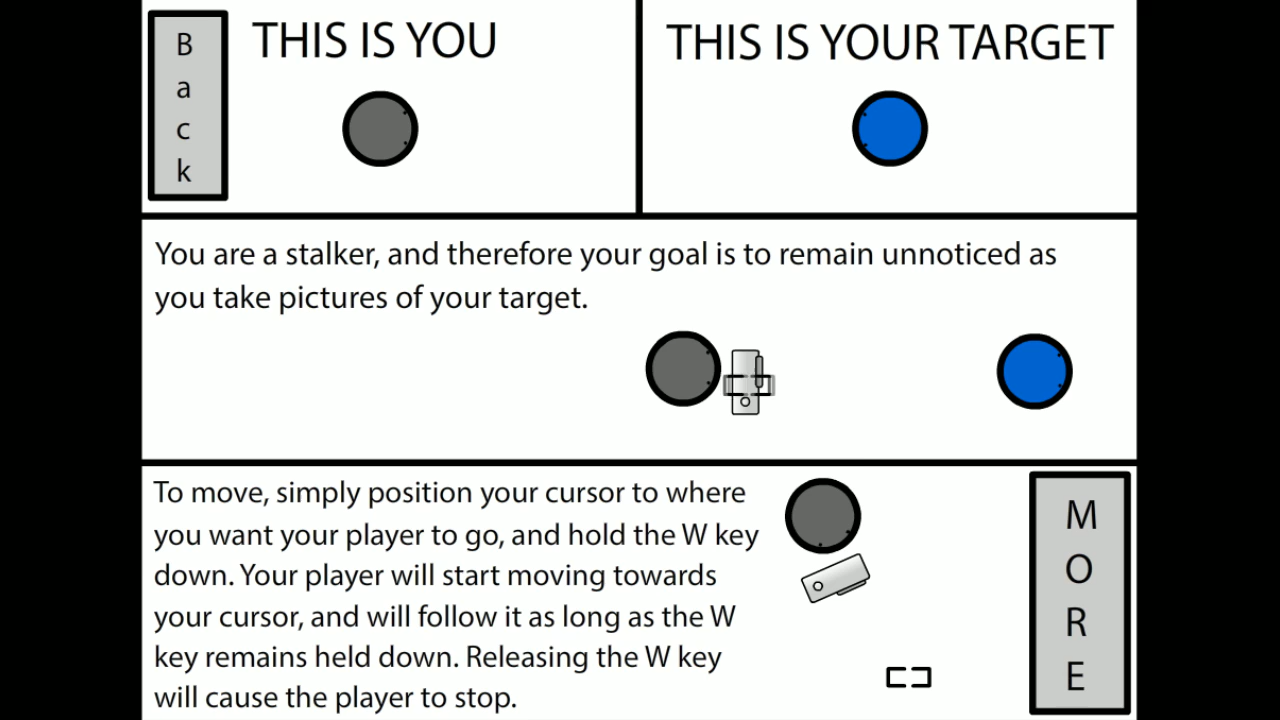 Back
THIS IS YOU
THIS IS YOUR TARGET
You are a stalker, and therefore your goal is to remain unnoticed as
you take pictures of your target.
To move, simply position your cursor to where
you want your player to go, and hold the W key
down. Your player will start moving towards
your cursor, and will follow it as long as the W
key remains held down. Releasing the W key
will cause the player to stop.
MORE